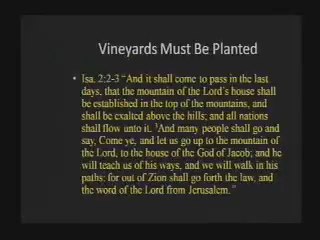 Vineyards Must Be Planted
• Isa. 2:2-3 “And it shall come to pass in the last
days, that the mountain of the Lord’s house shall
be established in the top of the mountains, and
shall be exalted above the hills; and all nations
shall flow unto it. ³And many people shall go and
say, Come ye, and let us go up to the mountain of
the Lord, to the house of the God of Jacob; and he
will teach us of his ways, and we will walk in his
paths: for out of Zion shall go forth the law, and
the word of the Lord from Jerusalem.”